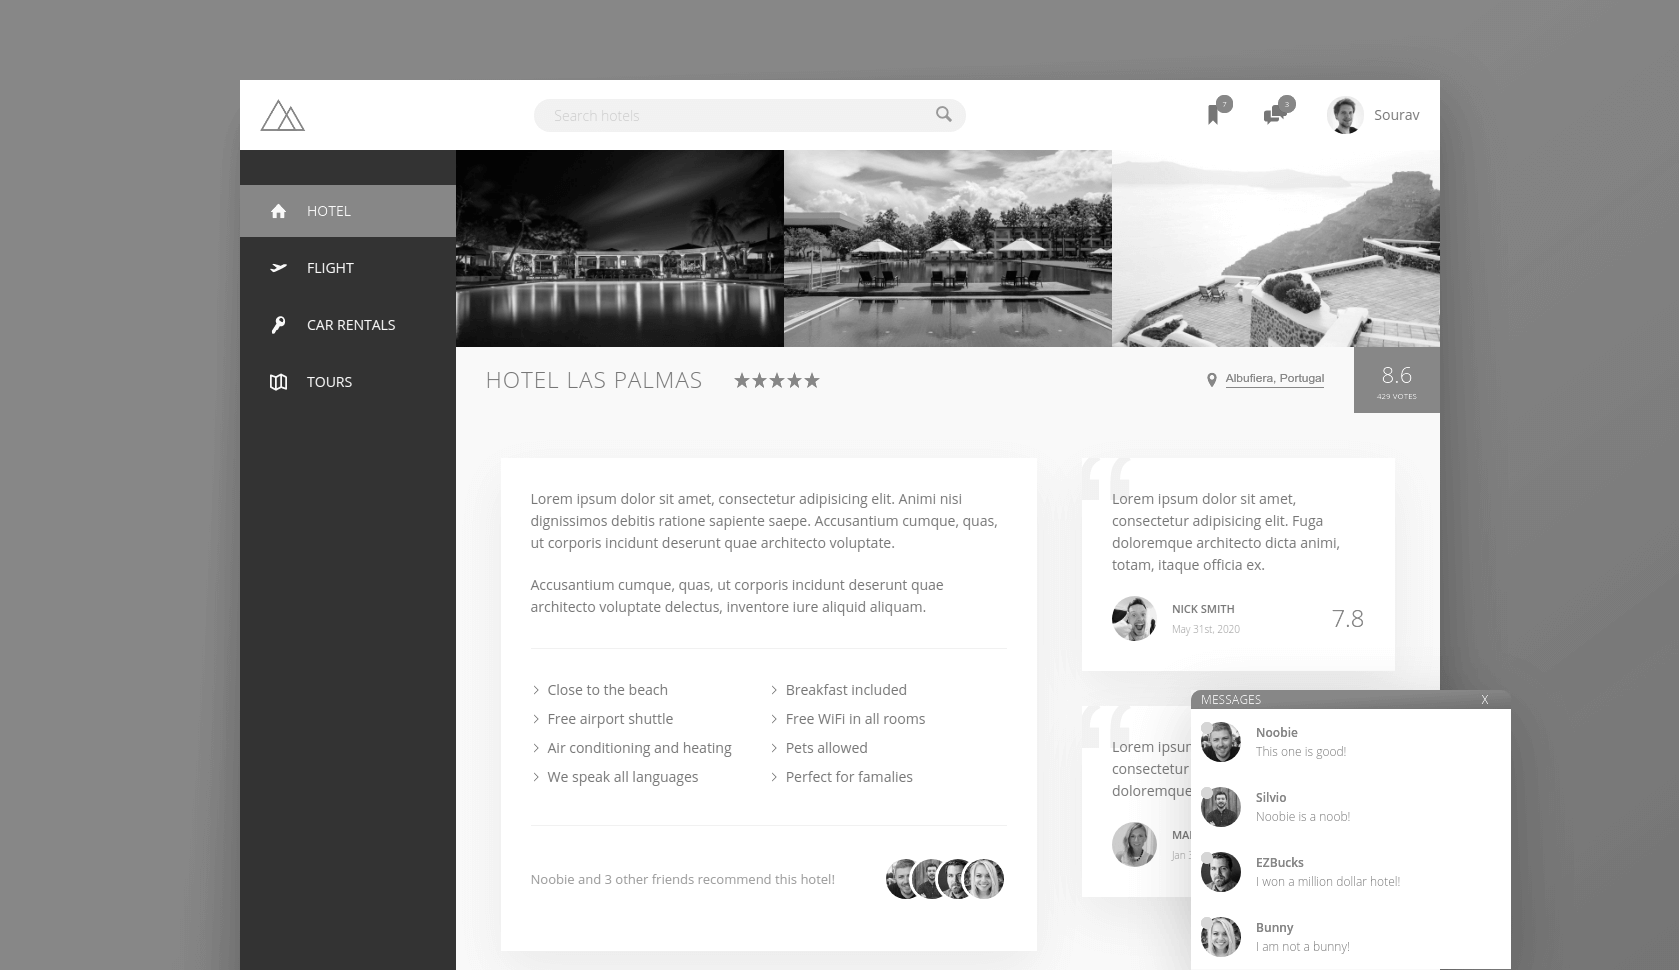 Search hotels
7
3
Sourav
HOTEL
FLIGHT
CAR RENTALS
TOURS
HOTEL LAS PALMAS
Albufiera, Portugal
8.6
429 VOTES
Lorem ipsum dolor sit amet, consectetur adipisicing elit. Animi nisi
dignissimos debitis ratione sapiente saepe. Accusantium cumque, quas,
ut corporis incidunt deserunt quae architecto voluptate.
Accusantium cumque, quas, ut corporis incidunt deserunt quae
architecto voluptate delectus, inventore iure aliquid aliquam.
Close to the beach
Free airport shuttle
Air conditioning and heating
We speak all languages
Breakfast included
Free WiFi in all rooms
Pets allowed
Perfect for famalies
Noobie and 3 other friends recommend this hotel!
“
Lorem ipsum dolor sit amet,
consectetur adipisicing elit. Fuga
doloremque architecto dicta animi,
totam, itaque officia ex.
NICK SMITH
May 31st, 2020
7.8
“
Lorem ipsu
consectetur
doloremque
MA
Jan
MESSAGES X
Noobie
This one is good!
Silvio
Noobie is a noob!
EZBucks
I won a million dollar hotel!
Bunny
I am not a bunny!